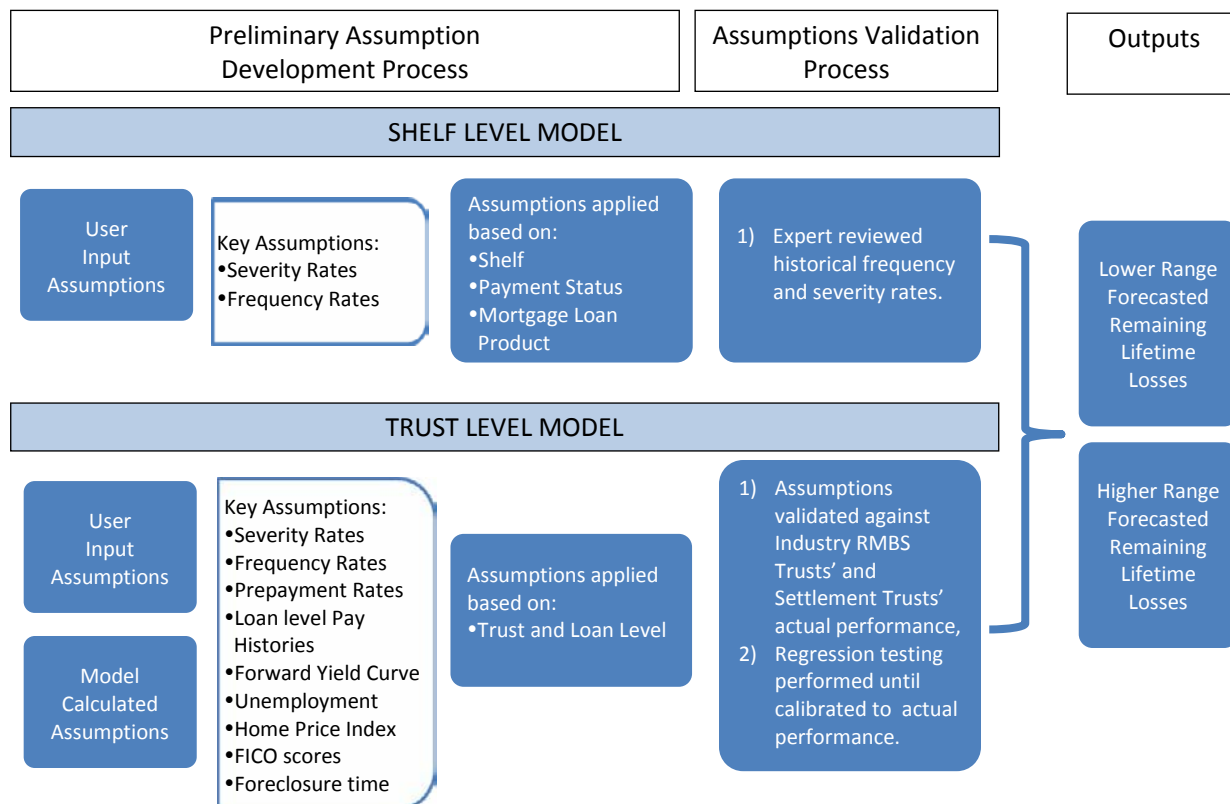 Preliminary Assumption
Development Process
Assumptions Validation
Process
Outputs
SHELF LEVEL MODEL
User
Input
Assumptions
Key Assumptions:
•Severity Rates
•Frequency Rates
Assumptions applied
based on:
•Shelf
•Payment Status
•Mortgage Loan
Product
1) Expert reviewed
historical frequency
and severity rates.
Lower Range
Forecasted
Remaining
Lifetime
Losses
TRUST LEVEL MODEL
User
Input
Assumptions
Model
Calculated
Assumptions
Key Assumptions:
•Severity Rates
•Frequency Rates
•Prepayment Rates
•Loan level Pay
Histories
•Forward Yield Curve
•Unemployment
•Home Price Index
•FICO scores
•Foreclosure time
Assumptions applied
based on:
•Trust and Loan Level
1) Assumptions
validated against
Industry RMBS
Trusts’ and
Settlement Trusts’
actual performance,
2) Regression testing
performed until
calibrated to actual
performance.
Higher Range
Forecasted
Remaining
Lifetime
Losses